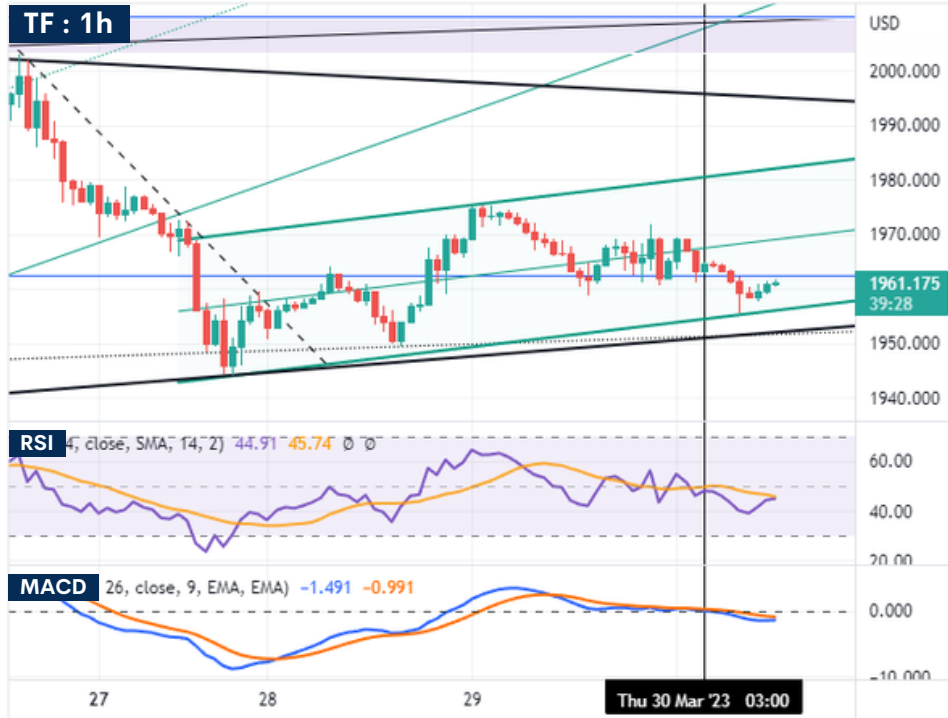 TF : 1h
USD
2000.000
1990.000
1980.000
1970.000
1961.175
39:28
1950.000
1940.000
RSI 4, close, SMA, 14, 2) 44.91 45.74 Ø Ø
60.00
40.00
20.00
MACD 26, close, 9, EMA, EMA) −1.491 −0.991
0.000
−10.000
27 28 29 Thu 30 Mar '23 03:00